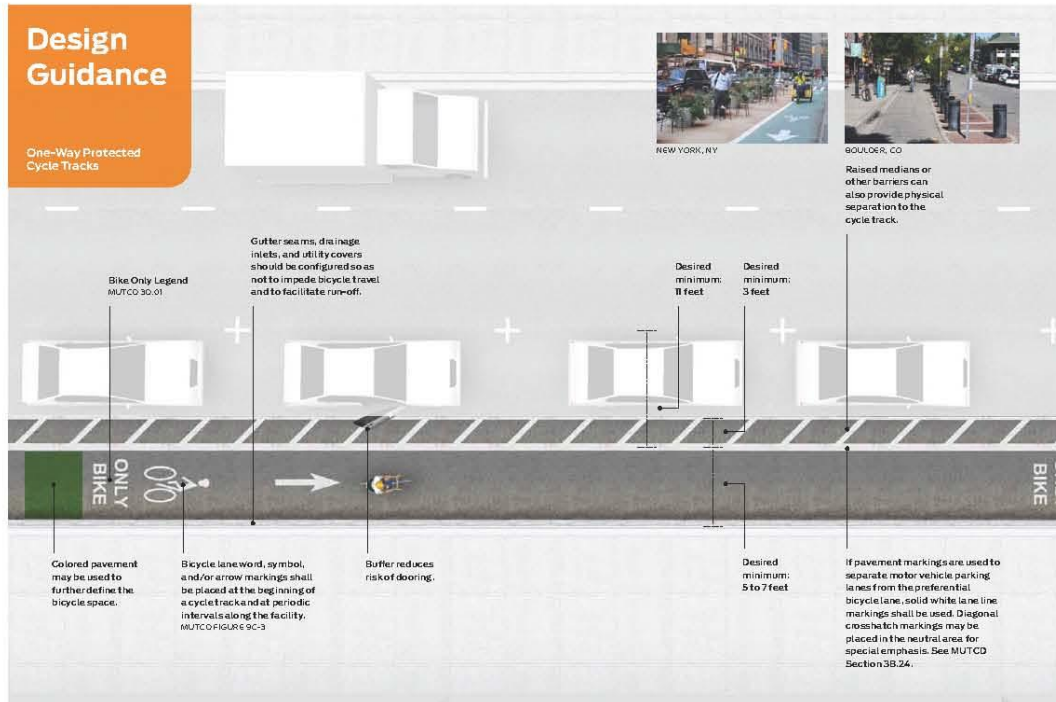 Design
Guidance
One-Way Protected
Cycle Tracks
NEW YORK, NY
BOULDER, CO
Raised medians or
other barriers can
also provide physical
separation to the
cycle track.
Gutter seams, drainage
inlets, and utility covers
should be configured so as
not to impede bicycle travel
and to facilitate run-off.
Bike Only Legend
MUTCD 3D.01
Desired
minimum:
11 feet
Desired
minimum:
3 feet
ONLY
BIKE
BIKE
Colored pavement
may be used to
further define the
bicycle space.
Bicycle lane word, symbol,
and/or arrow markings shall
be placed at the beginning of
a cycle track and at periodic
intervals along the facility.
MUTCD FIGURE 9C-3
Buffer reduces
risk of dooring.
Desired
minimum:
5 to 7 feet
If pavement markings are used to
separate motor vehicle parking
lanes from the preferential
bicycle lane, solid white lane line
markings shall be used. Diagonal
crosshatch markings may be
placed in the neutral area for
special emphasis. See MUTCD
Section 3B.24.